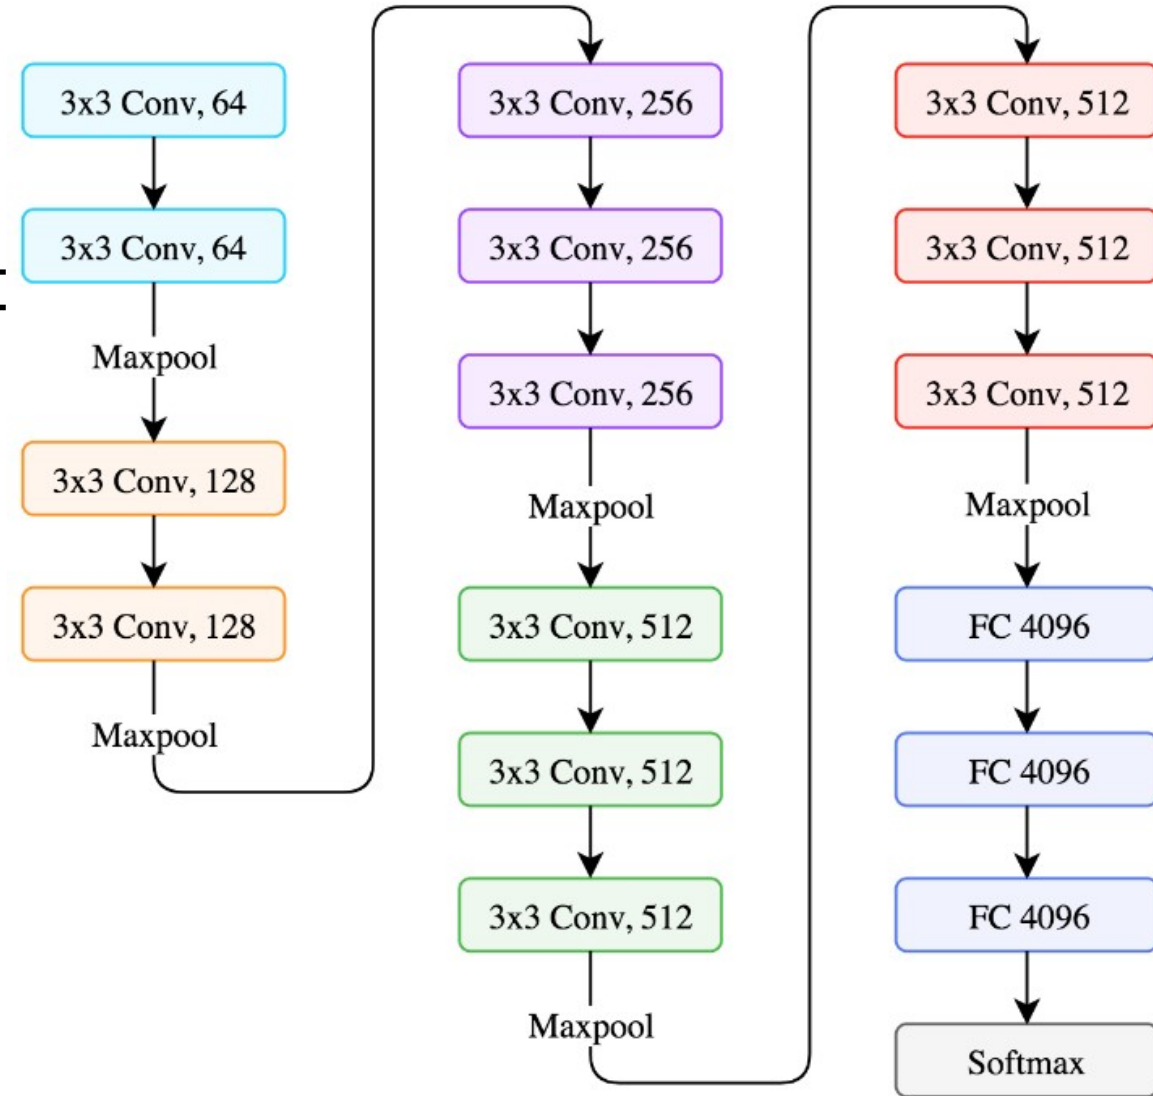 3x3 Conv, 64
3x3 Conv, 64
Maxpool
3x3 Conv, 128
3x3 Conv, 128
Maxpool
3x3 Conv, 256
3x3 Conv, 256
3x3 Conv, 256
Maxpool
3x3 Conv, 512
3x3 Conv, 512
3x3 Conv, 512
Maxpool
3x3 Conv, 512
3x3 Conv, 512
3x3 Conv, 512
Maxpool
FC 4096
FC 4096
FC 4096
Softmax